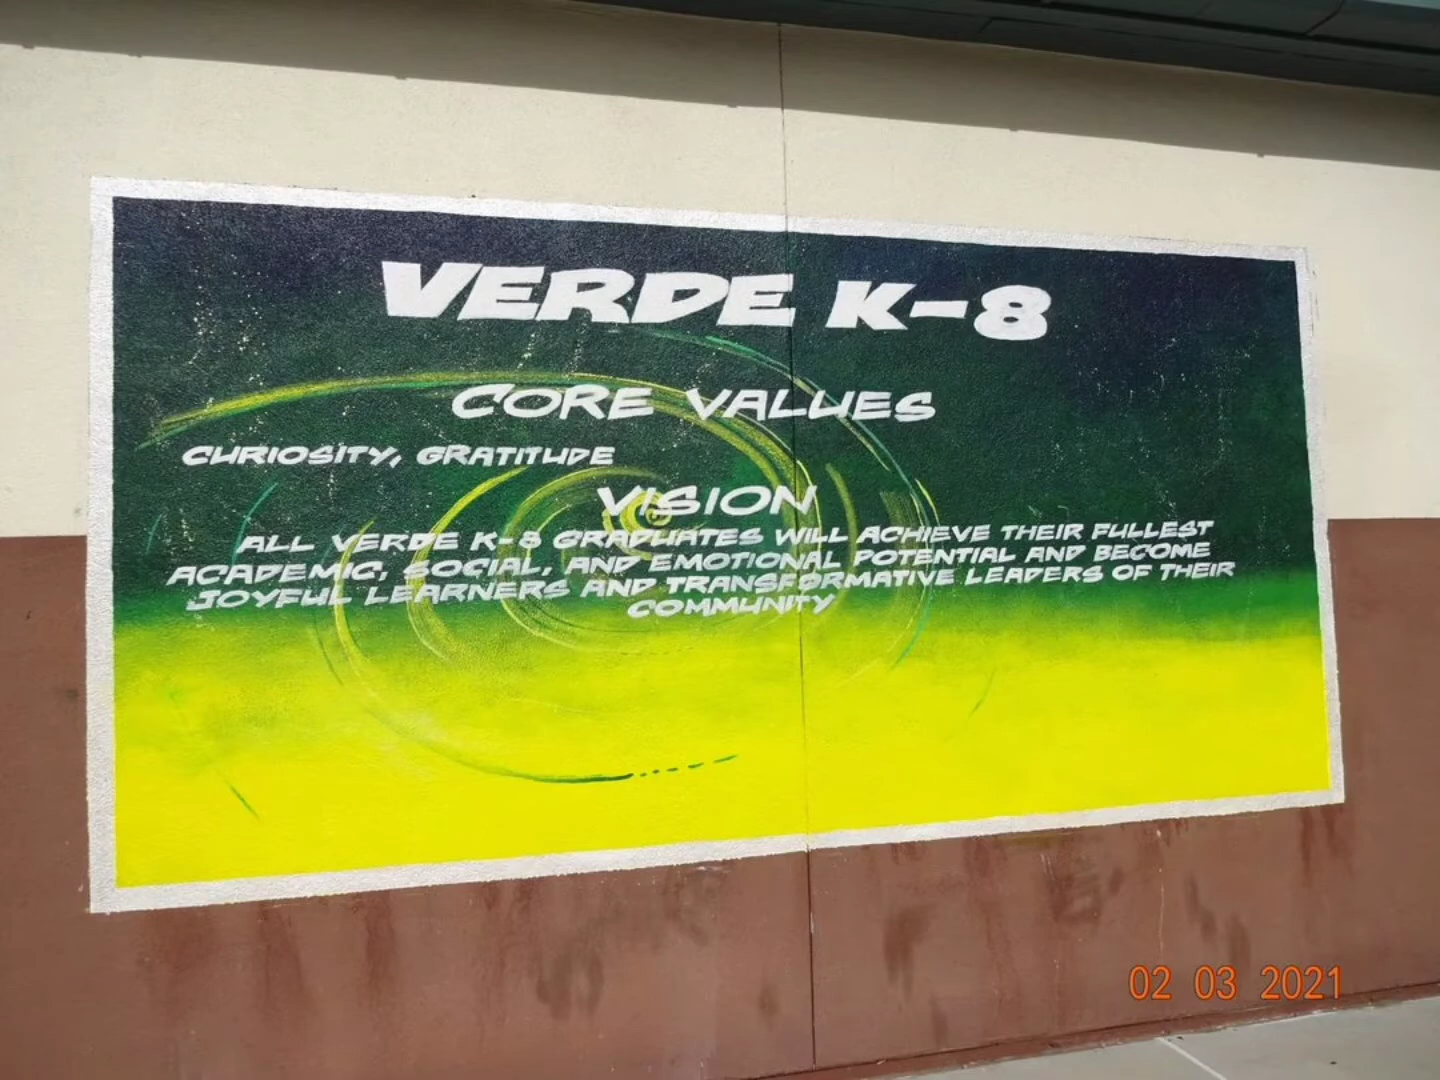 VERDE K-8
CORE VALUES
CURIOSITY, GRATITUDE
VISION
ALL VERDE K-8 GRADUATES WILL ACHIEVE THEIR FULLEST
ACADEMIC, SOCIAL, AND EMOTIONAL POTENTIAL AND BECOME
JOYFUL LEARNERS AND TRANSFORMATIVE LEADERS OF THEIR
COMMUNITY
02 03 2021